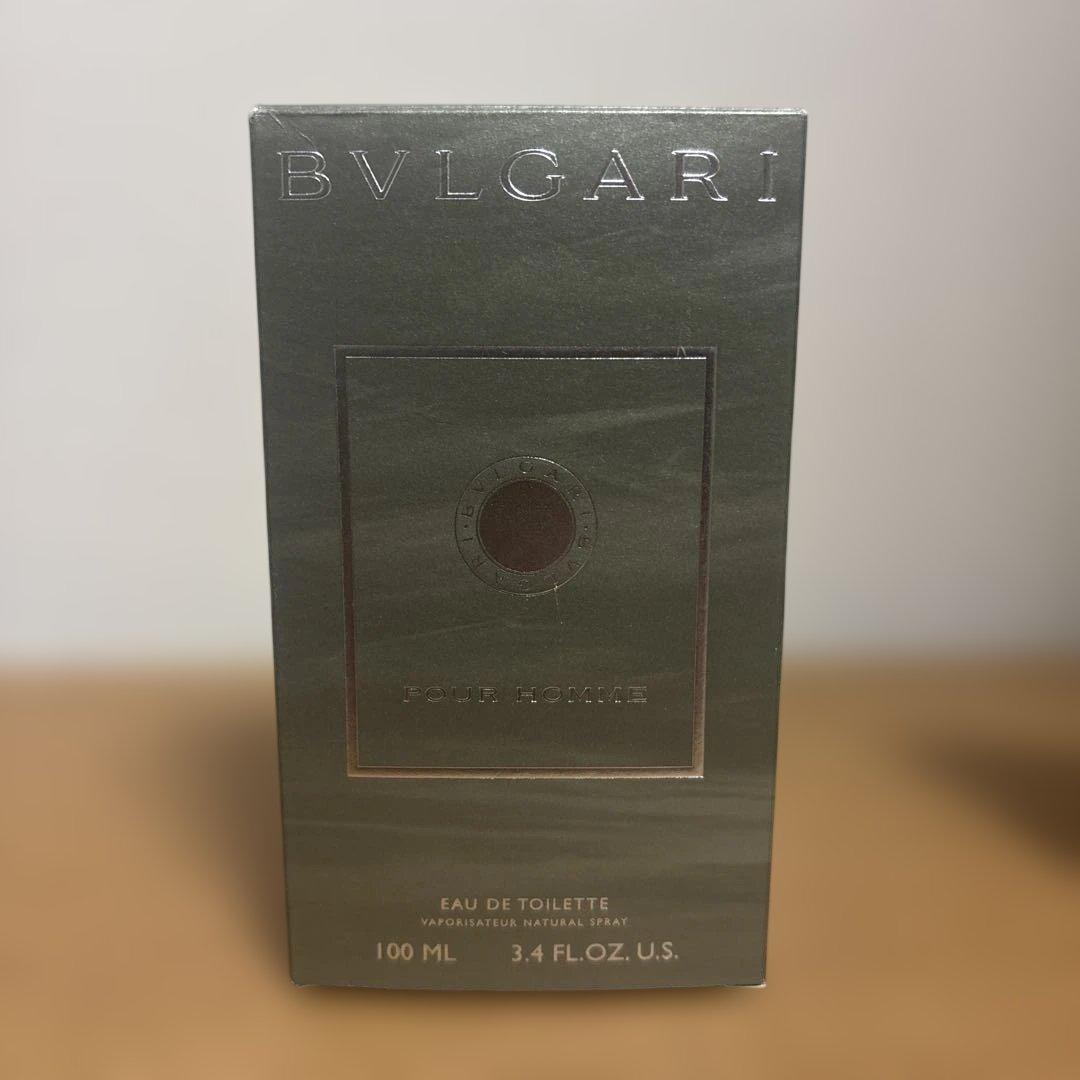 BVLGARI
BVLGARI · BVLGARI ·
POUR HOMME
EAU DE TOILETTE
VAPORISATEUR NATURAL SPRAY
100 ML 3.4 FL.OZ. U.S.